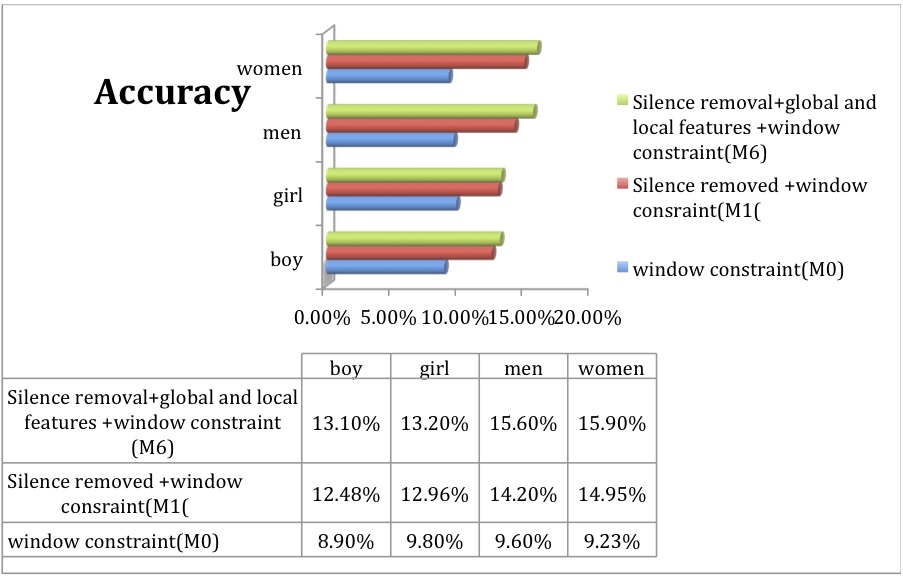 Accuracy
women
men
girl
boy
0.00% 5.00% 10.00% 15.00% 20.00%
Silence removal+global and
local features +window
constraint(M6)
Silence removed +window
consraint(M1(
window constraint(M0)
boy girl men women
Silence removal+global and local
features +window constraint
(M6)
13.10% 13.20% 15.60% 15.90%
Silence removed +window
consraint(M1(
12.48% 12.96% 14.20% 14.95%
window constraint(M0) 8.90% 9.80% 9.60% 9.23%